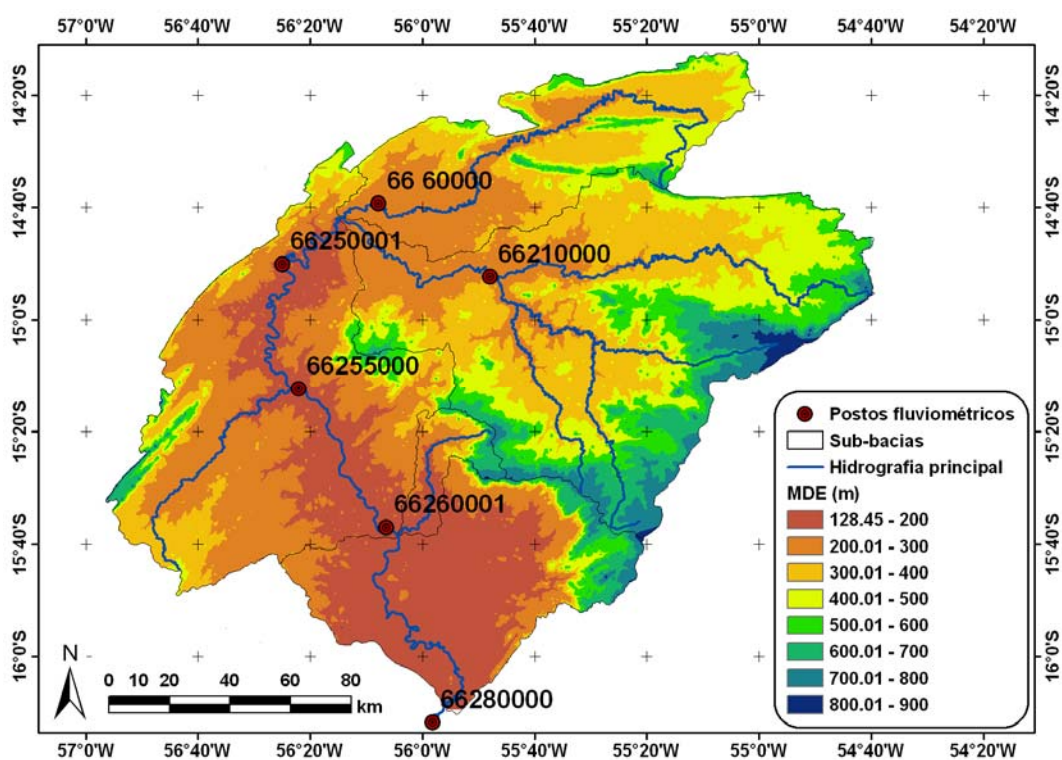 57°0'W 56°40'W 56°20'W 56°0'W 55°40'W 55°20'W 55°0'W 54°40'W 54°20'W
14°20'S 14°20'S
14°40'S 14°40'S
15°0'S 15°0'S
15°20'S 15°20'S
15°40'S 15°40'S
16°0'S 16°0'S
66 60000
66250001
66210000
66255000
66260001
66280000
Postos fluviométricos
Sub-bacias
Hidrografia principal
MDE (m)
128.45 - 200
200.01 - 300
300.01 - 400
400.01 - 500
500.01 - 600
600.01 - 700
700.01 - 800
800.01 - 900
N
0 10 20 40 60 80
km
57°0'W 56°40'W 56°20'W 56°0'W 55°40'W 55°20'W 55°0'W 54°40'W 54°20'W